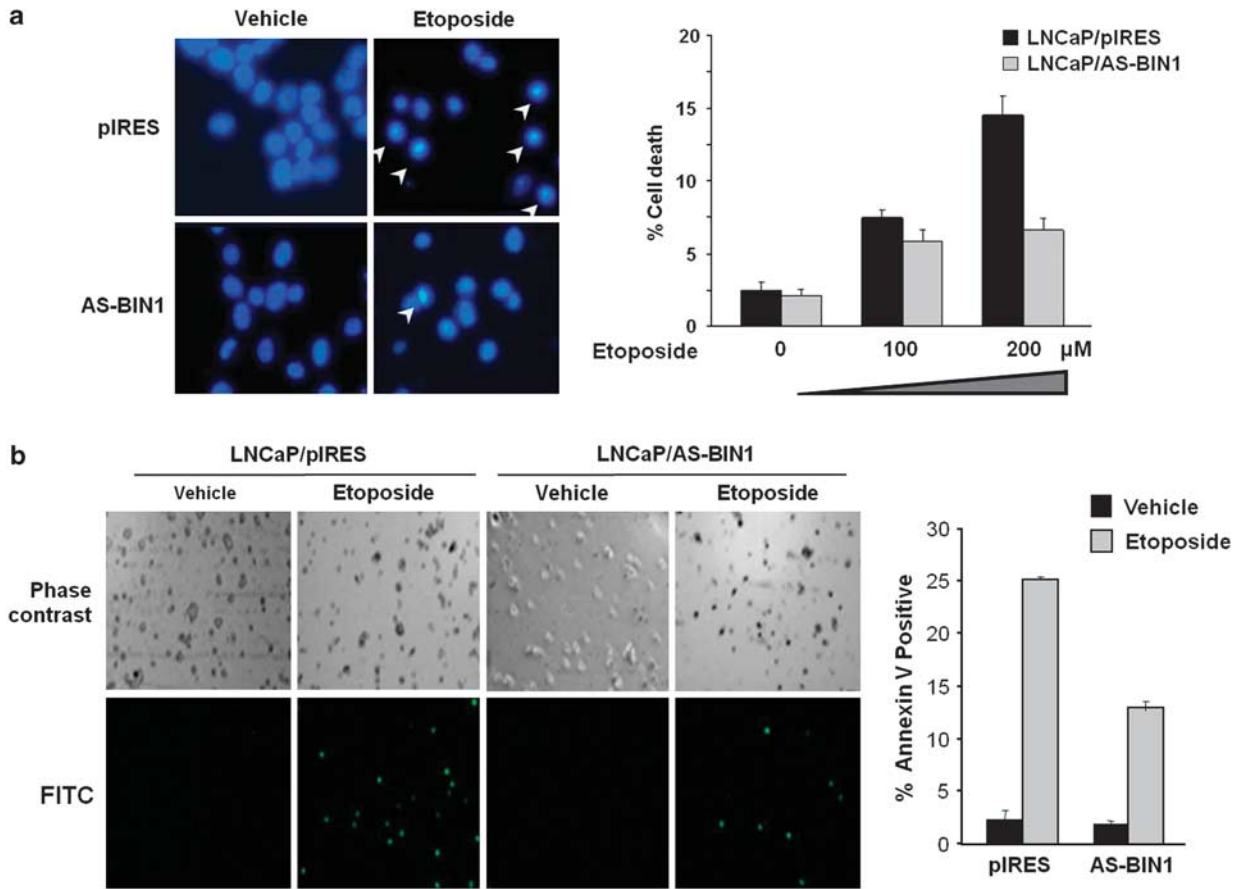 a
Vehicle
Etoposide
pIRES
AS-BIN1
LNCaP/pIRES
LNCaP/AS-BIN1
% Cell death
20
15
10
5
0
Etoposide 0 100 200 µM
b
LNCaP/pIRES
LNCaP/AS-BIN1
Vehicle
Etoposide
Vehicle
Etoposide
Phase
contrast
FITC
Vehicle
Etoposide
% Annexin V Positive
30
25
20
15
10
5
0
pIRES
AS-BIN1